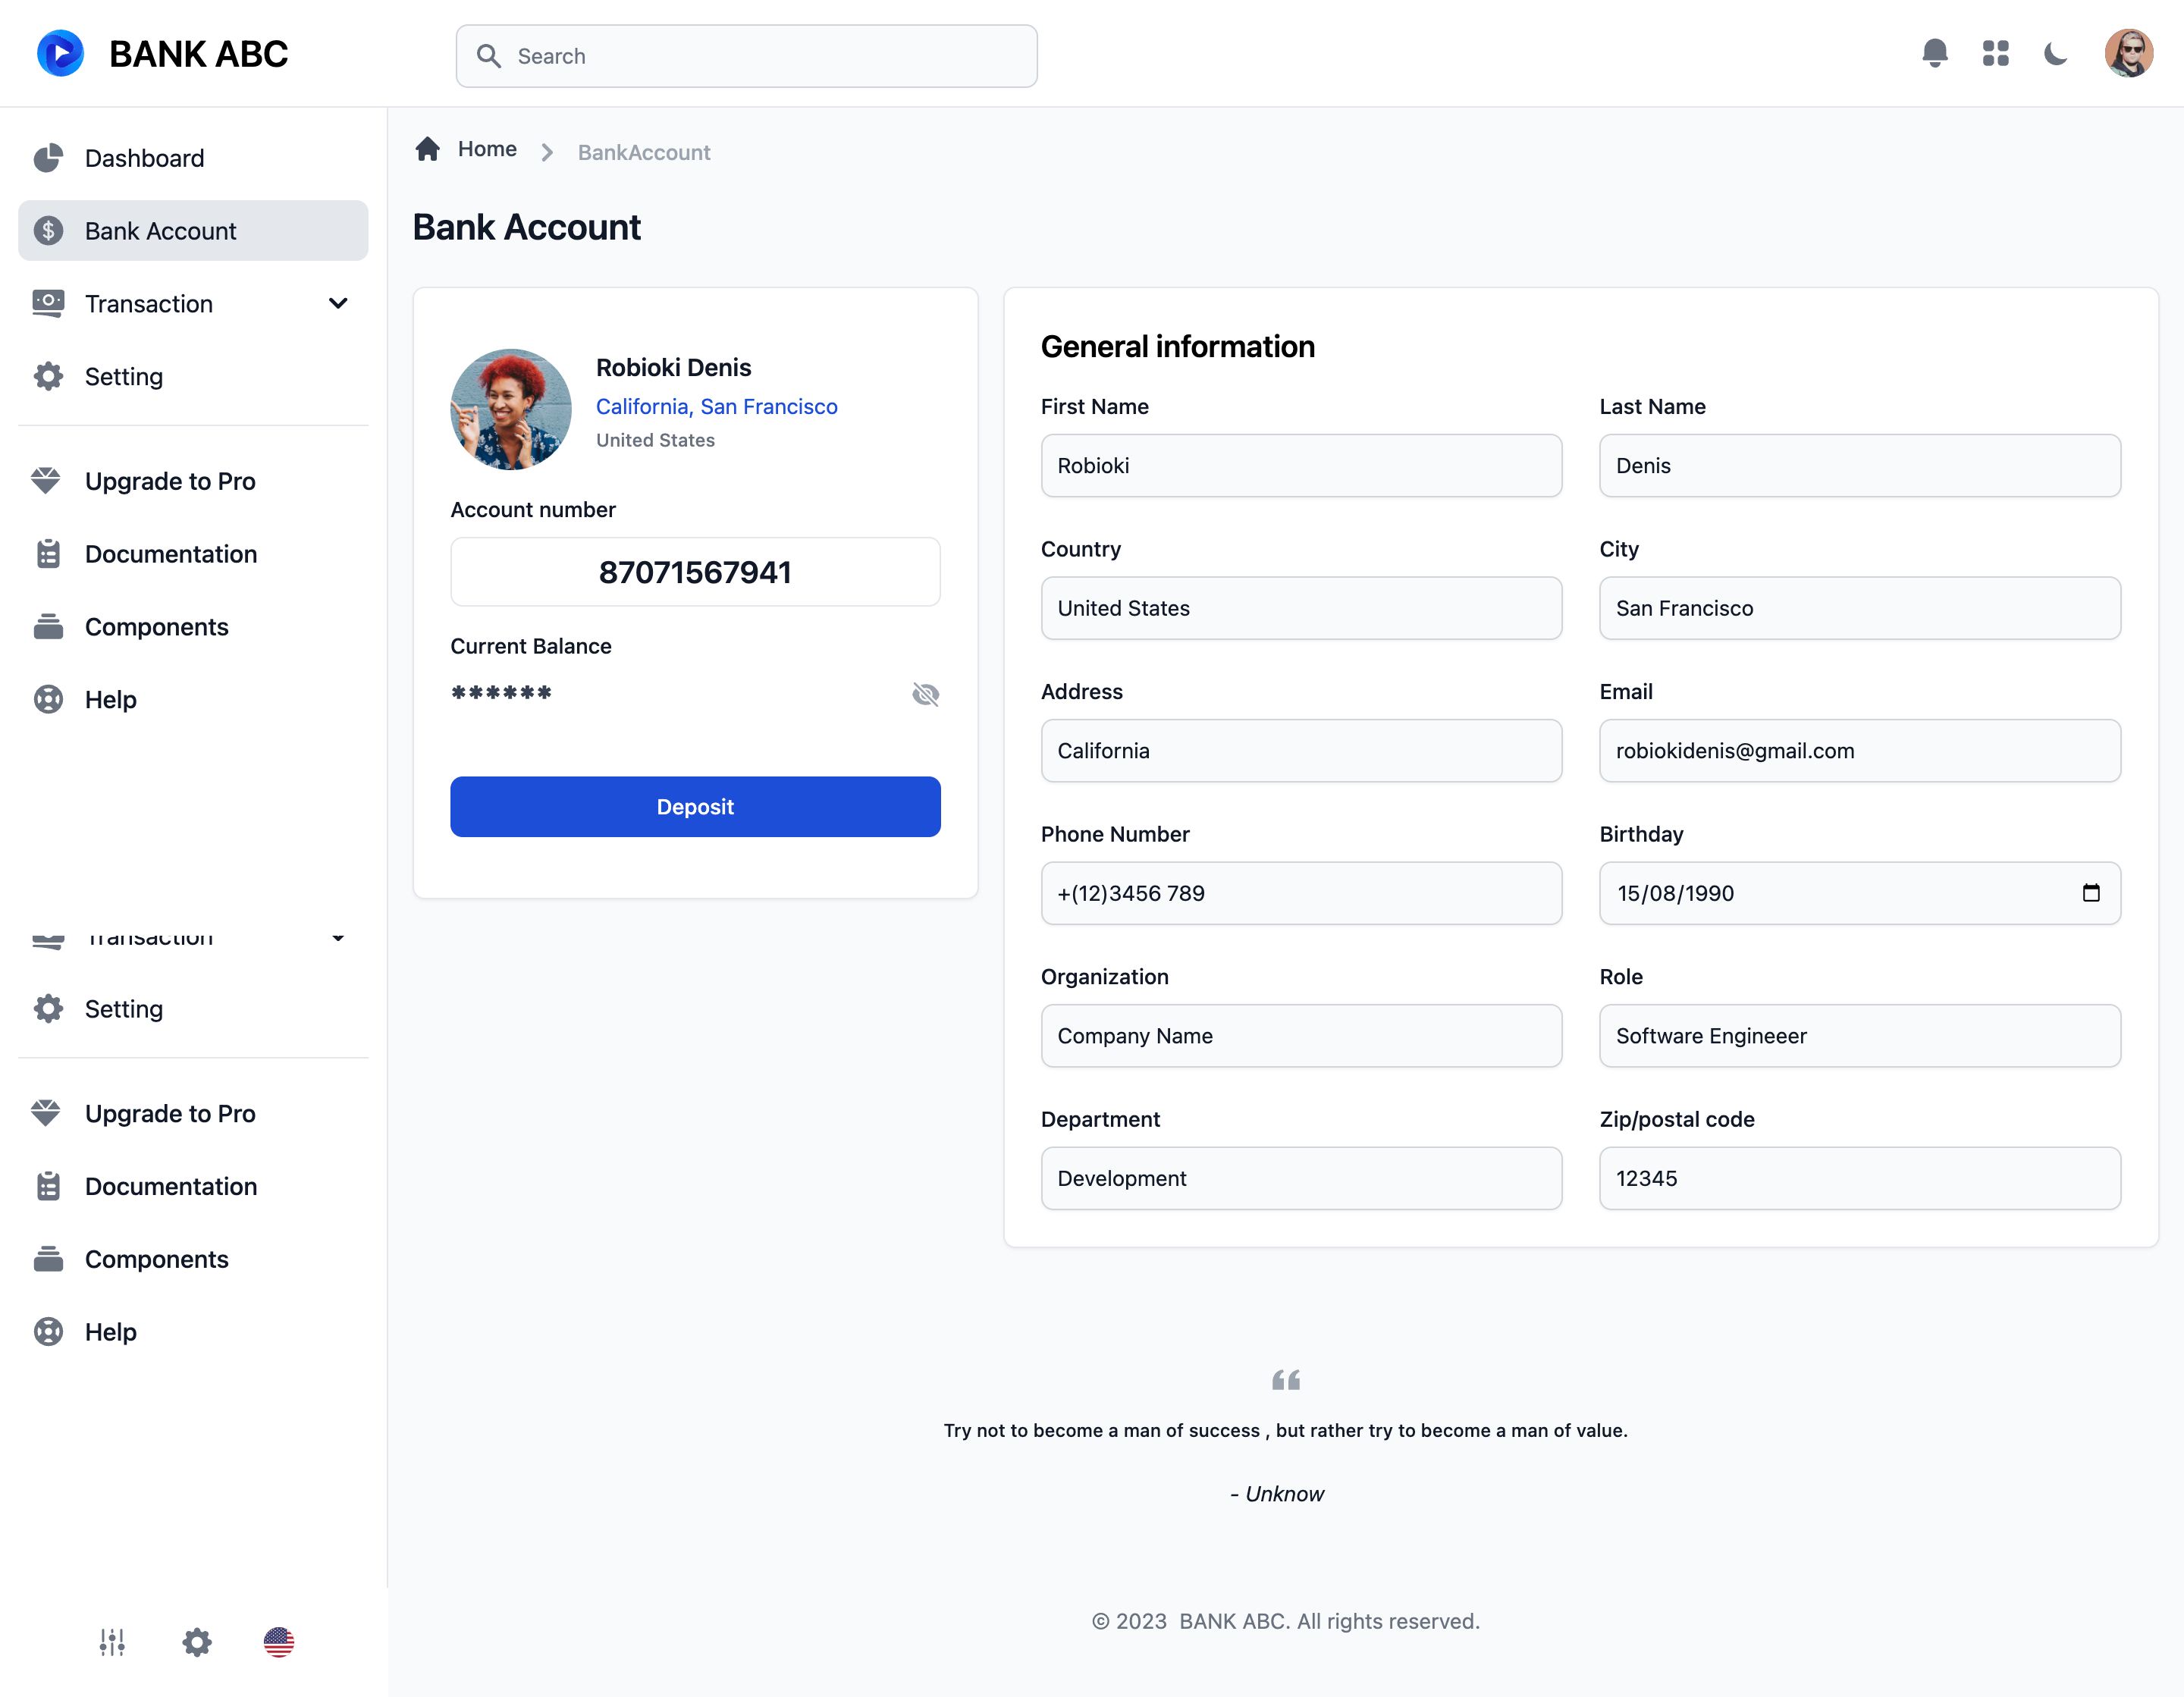 BANK ABC
Search
Dashboard
Bank Account
Transaction
Setting
Upgrade to Pro
Documentation
Components
Help
Transaction
Setting
Upgrade to Pro
Documentation
Components
Help
Home
BankAccount
Bank Account
Robioki Denis
California, San Francisco
United States
Account number
87071567941
Current Balance
******
Deposit
General information
First Name
Last Name
Robioki
Denis
Country
City
United States
San Francisco
Address
Email
California
robiokidenis@gmail.com
Phone Number
Birthday
+(12)3456 789
15/08/1990
Organization
Role
Company Name
Software Engineeer
Department
Zip/postal code
Development
12345
Try not to become a man of success , but rather try to become a man of value.
- Unknow
© 2023 BANK ABC. All rights reserved.